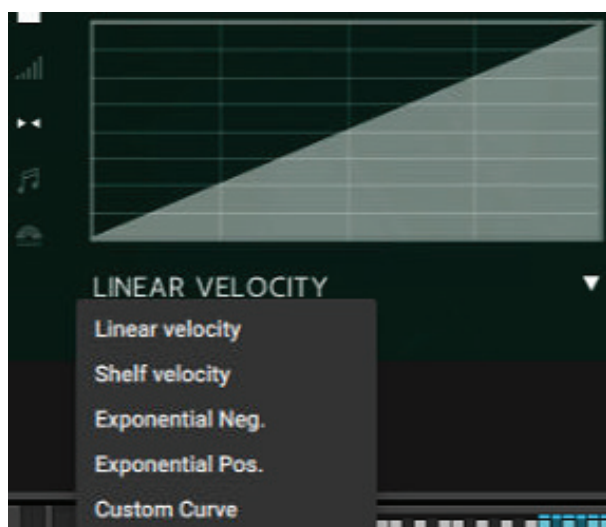 LINEAR VELOCITY
Linear velocity
Shelf velocity
Exponential Neg.
Exponential Pos.
Custom Curve